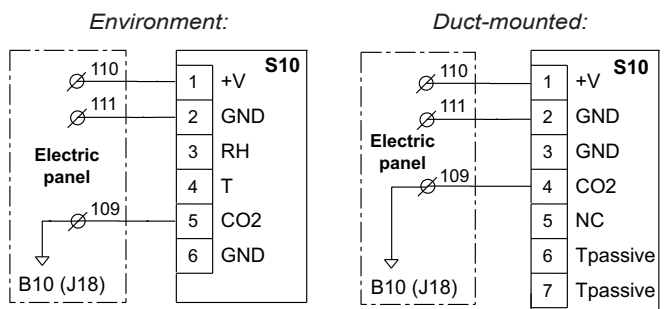 Environment:
S10
110
1 +V
111
2 GND
Electric
panel
3 RH
4 T
109
5 CO2
6 GND
B10 (J18)
Duct-mounted:
S10
110
1 +V
111
2 GND
Electric
panel
3 GND
109
4 CO2
5 NC
6 Tpassive
7 Tpassive
B10 (J18)